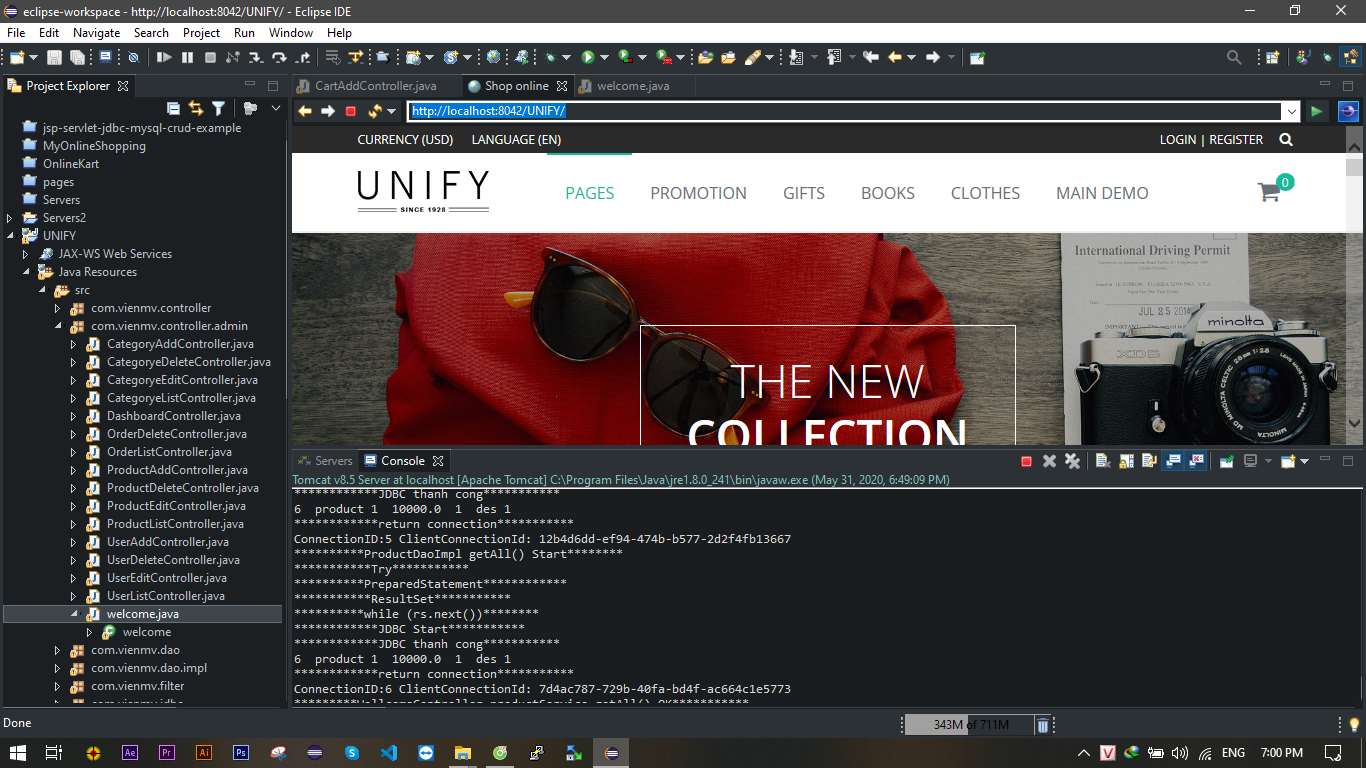 eclipse-workspace - http://localhost:8042/UNIFY/ - Eclipse IDE
File Edit Navigate Search Project Run Window Help
Project Explorer
jsp-servlet-jdbc-mysql-crud-example
MyOnlineShopping
OnlineKart
pages
Servers
Servers2
UNIFY
JAX-WS Web Services
Java Resources
src
com.vienmv.controller
com.vienmv.controller.admin
CategoryAddController.java
CategoryeDeleteController.java
CategoryeEditController.java
CategoryeListController.java
DashboardController.java
OrderDeleteController.java
OrderListController.java
ProductAddController.java
ProductDeleteController.java
ProductEditController.java
ProductListController.java
UserAddController.java
UserDeleteController.java
UserEditController.java
UserListController.java
welcome.java
welcome
com.vienmv.dao
com.vienmv.dao.impl
com.vienmv.filter
CartAddController.java Shop online welcome.java
http://localhost:8042/UNIFY/
CURRENCY (USD) LANGUAGE (EN) LOGIN | REGISTER
UNIFY
SINCE 1928
PAGES PROMOTION GIFTS BOOKS CLOTHES MAIN DEMO 0
International Driving Permit
JUL 25 2014
minolta
XD5
THE NEW
COLLECTION
Servers Console
Tomcat v8.5 Server at localhost [Apache Tomcat] C:\Program Files\Java\jre1.8.0_241\bin\javaw.exe (May 31, 2020, 6:49:09 PM)
************JDBC thanh cong***********
6 product 1 10000.0 1 des 1
************return connection***********
ConnectionID:5 ClientConnectionId: 12b4d6dd-ef94-474b-b577-2d2f4fb13667
**********ProductDaoImpl getAll() Start********
***********Try***********
**********PreparedStatement************
***********ResultSet***********
**********while (rs.next())********
************JDBC Start***********
************JDBC thanh cong***********
6 product 1 10000.0 1 des 1
************return connection***********
ConnectionID:6 ClientConnectionId: 7d4ac787-729b-40fa-bd4f-ac664c1e5773
Done
343M of 711M
Ae Pr Ai Ps
V ENG 7:00 PM